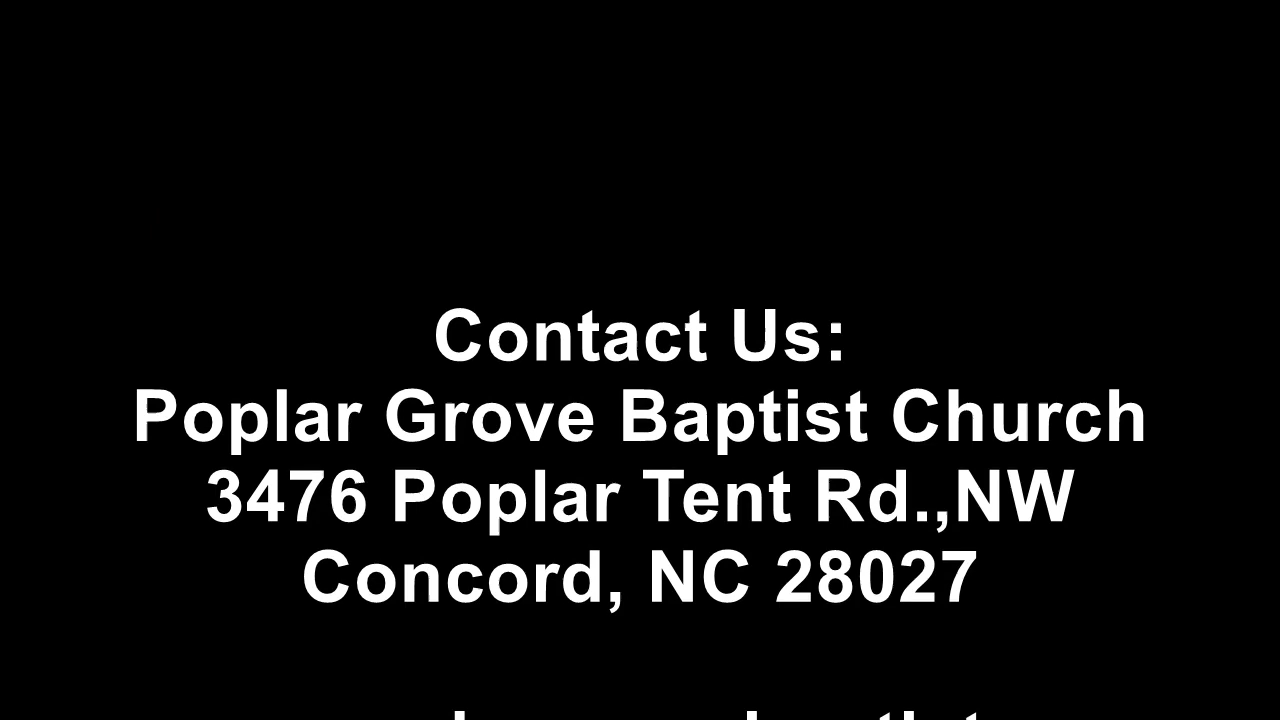 Contact Us:
Poplar Grove Baptist Church
3476 Poplar Tent Rd.,NW
Concord, NC 28027